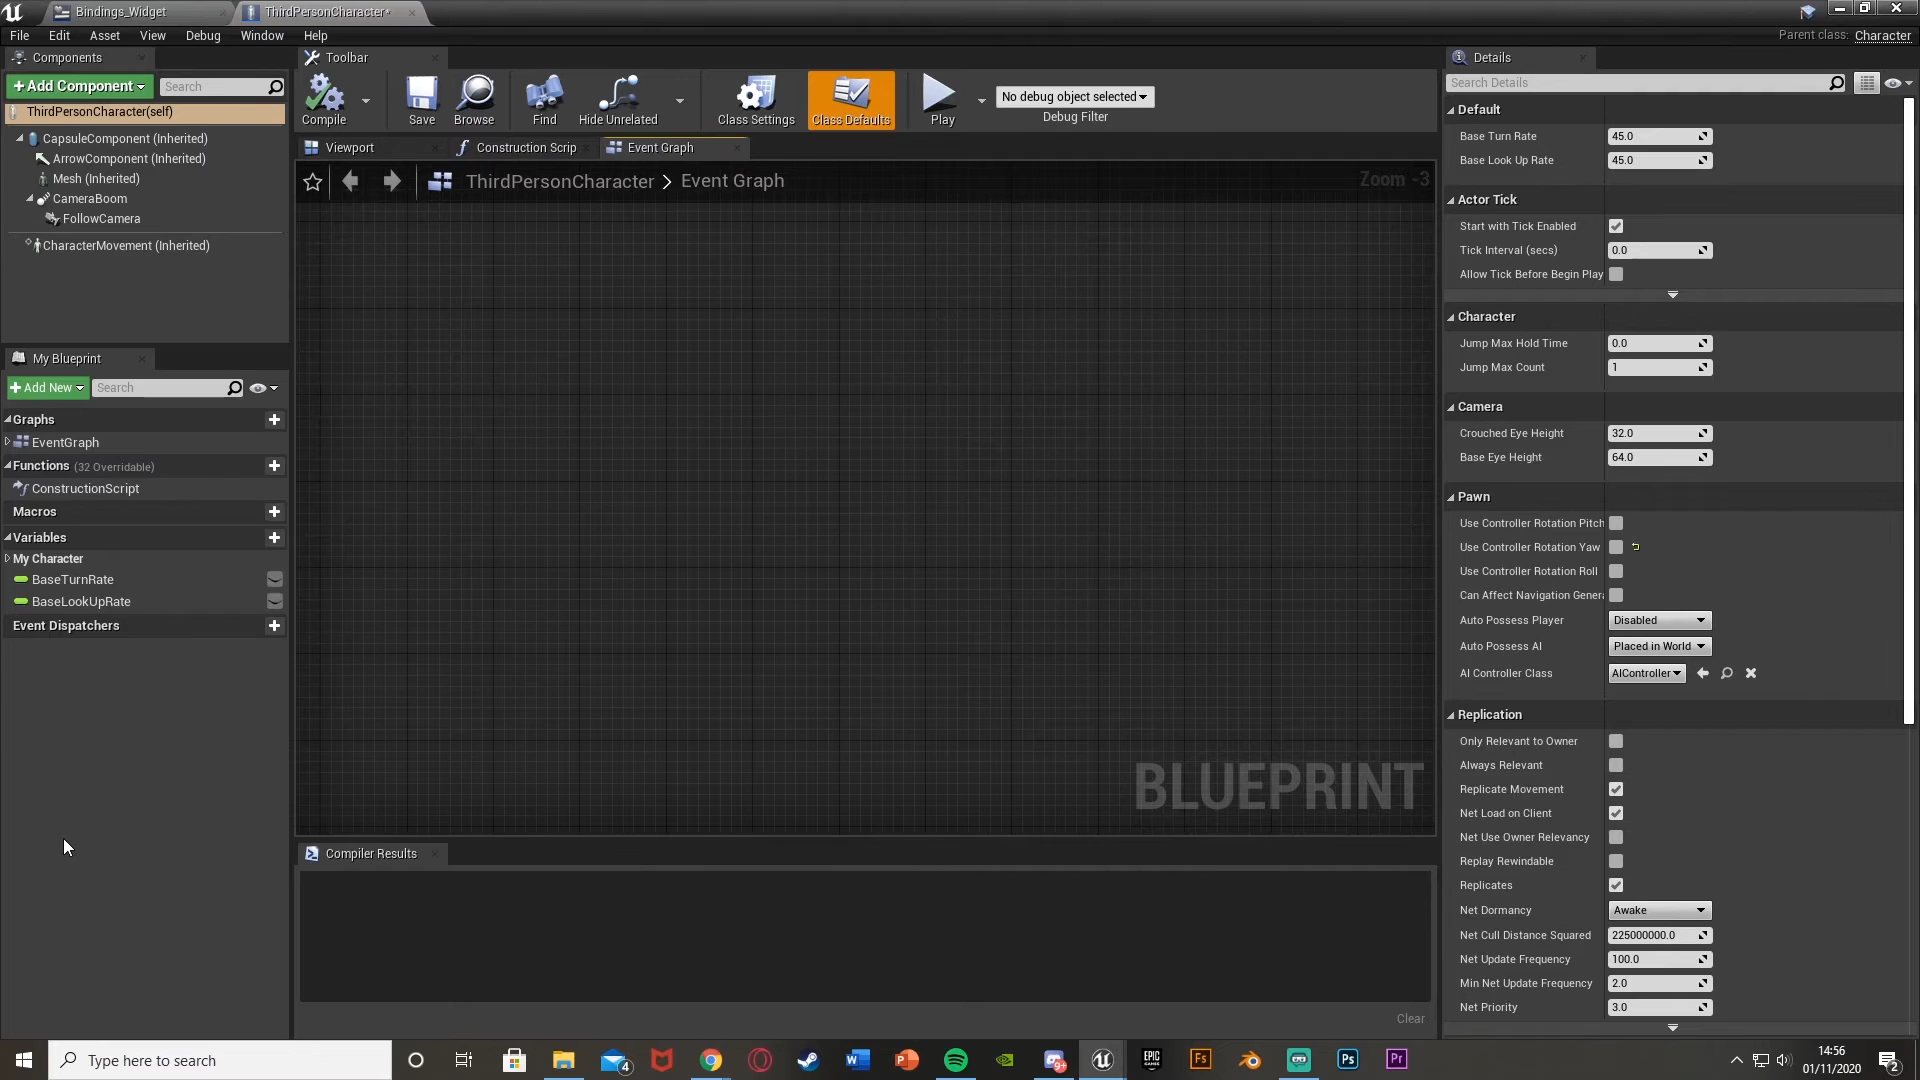 Bindings_Widget
ThirdPersonCharacter*
File Edit Asset View Debug Window Help
Parent class: Character
Components
+Add Component
Search
ThirdPersonCharacter(self)
CapsuleComponent (Inherited)
ArrowComponent (Inherited)
Mesh (Inherited)
CameraBoom
FollowCamera
CharacterMovement (Inherited)
My Blueprint
+Add New
Search
Graphs
EventGraph
Functions (32 Overridable)
ConstructionScript
Macros
Variables
My Character
BaseTurnRate
BaseLookUpRate
Event Dispatchers
Toolbar
Compile
Save
Browse
Find
Hide Unrelated
Class Settings
Class Defaults
Play
No debug object selected
Debug Filter
Viewport
Construction Scrip
Event Graph
ThirdPersonCharacter > Event Graph
Zoom -3
BLUEPRINT
Compiler Results
Clear
Details
Search Details
Default
Base Turn Rate 45.0
Base Look Up Rate 45.0
Actor Tick
Start with Tick Enabled
Tick Interval (secs) 0.0
Allow Tick Before Begin Play
Character
Jump Max Hold Time 0.0
Jump Max Count 1
Camera
Crouched Eye Height 32.0
Base Eye Height 64.0
Pawn
Use Controller Rotation Pitch
Use Controller Rotation Yaw
Use Controller Rotation Roll
Can Affect Navigation Genera
Auto Possess Player Disabled
Auto Possess AI Placed in World
AI Controller Class AIController
Replication
Only Relevant to Owner
Always Relevant
Replicate Movement
Net Load on Client
Net Use Owner Relevancy
Replay Rewindable
Replicates
Net Dormancy Awake
Net Cull Distance Squared 225000000.0
Net Update Frequency 100.0
Min Net Update Frequency 2.0
Net Priority 3.0
Type here to search
4
W
P
9+
EPIC GAMES
Fs
Ps
Pr
14:56
01/11/2020
2